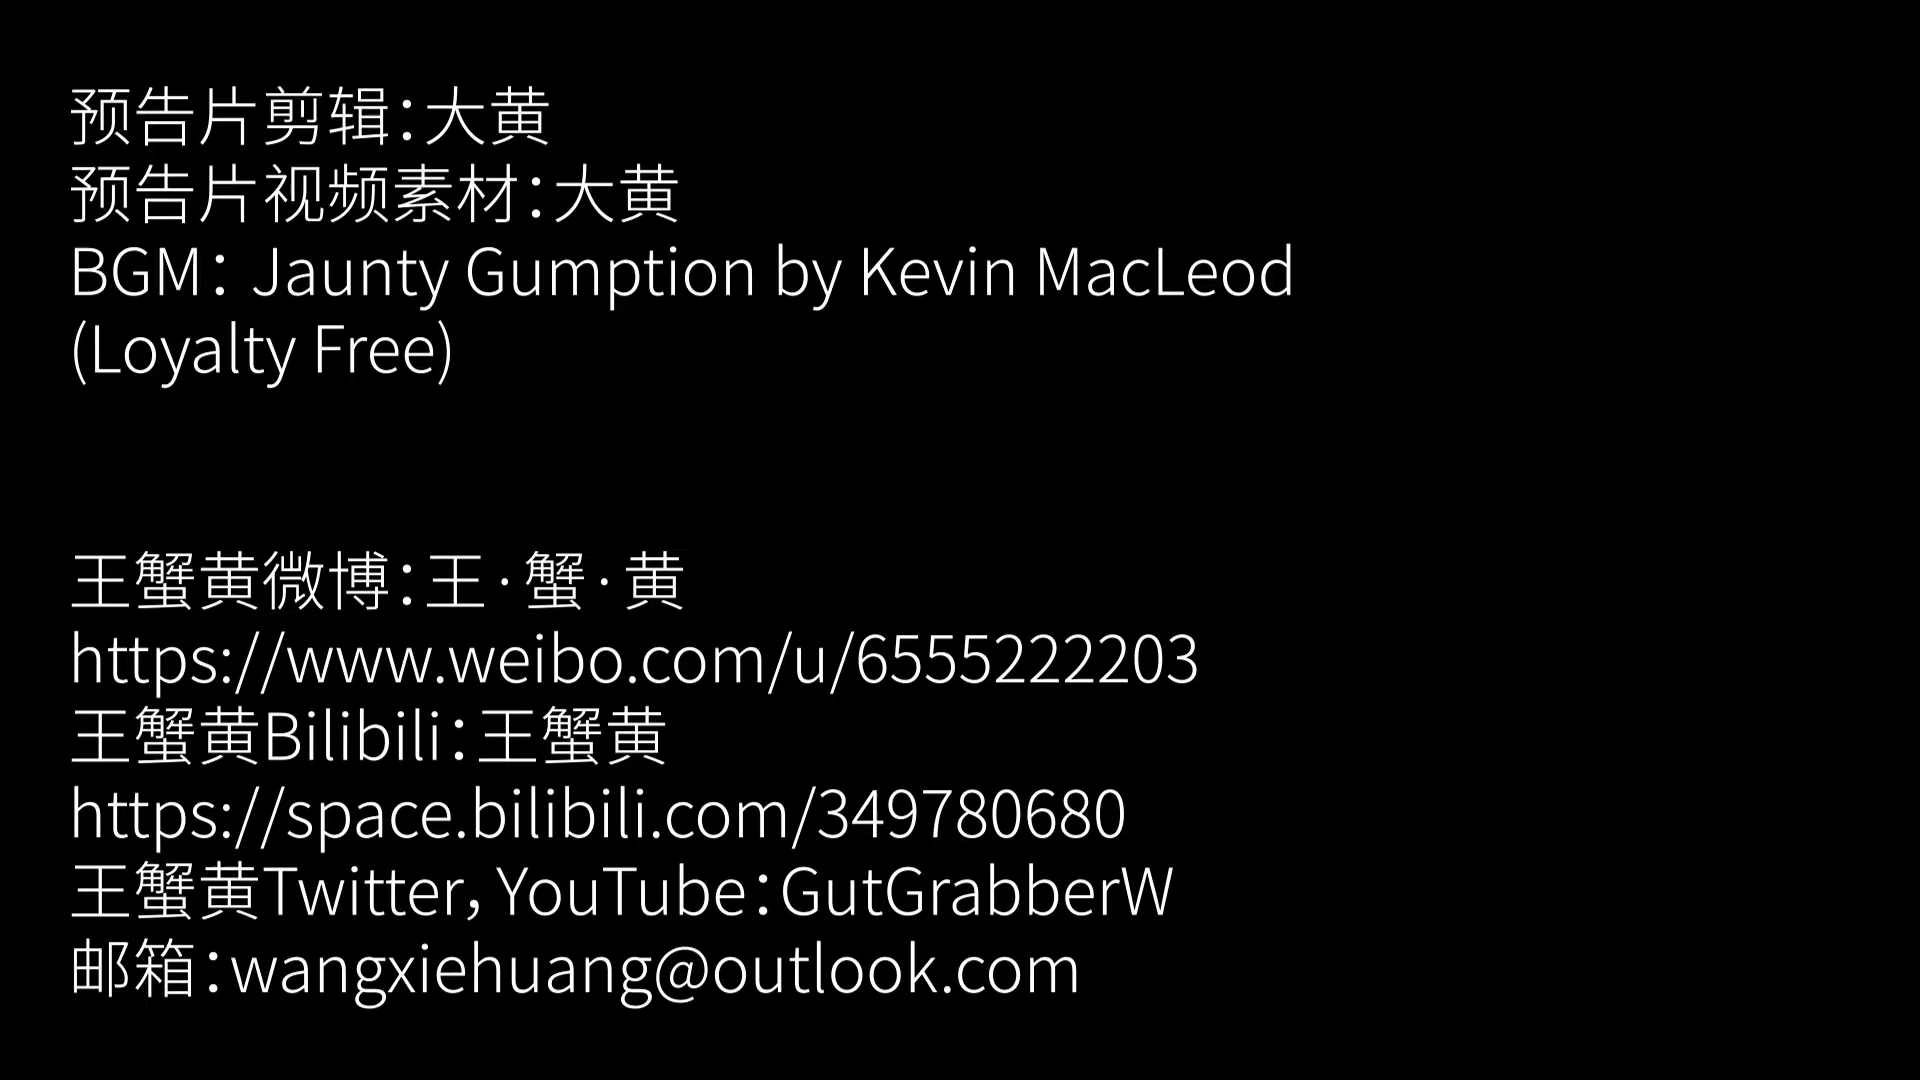 预告片剪辑：大黄
预告片视频素材：大黄
BGM： Jaunty Gumption by Kevin MacLeod
(Loyalty Free)
王蟹黄微博：王·蟹·黄
https://www.weibo.com/u/6555222203
王蟹黄Bilibili：王蟹黄
https://space.bilibili.com/349780680
王蟹黄Twitter，YouTube：GutGrabberW
邮箱：wangxiehuang@outlook.com